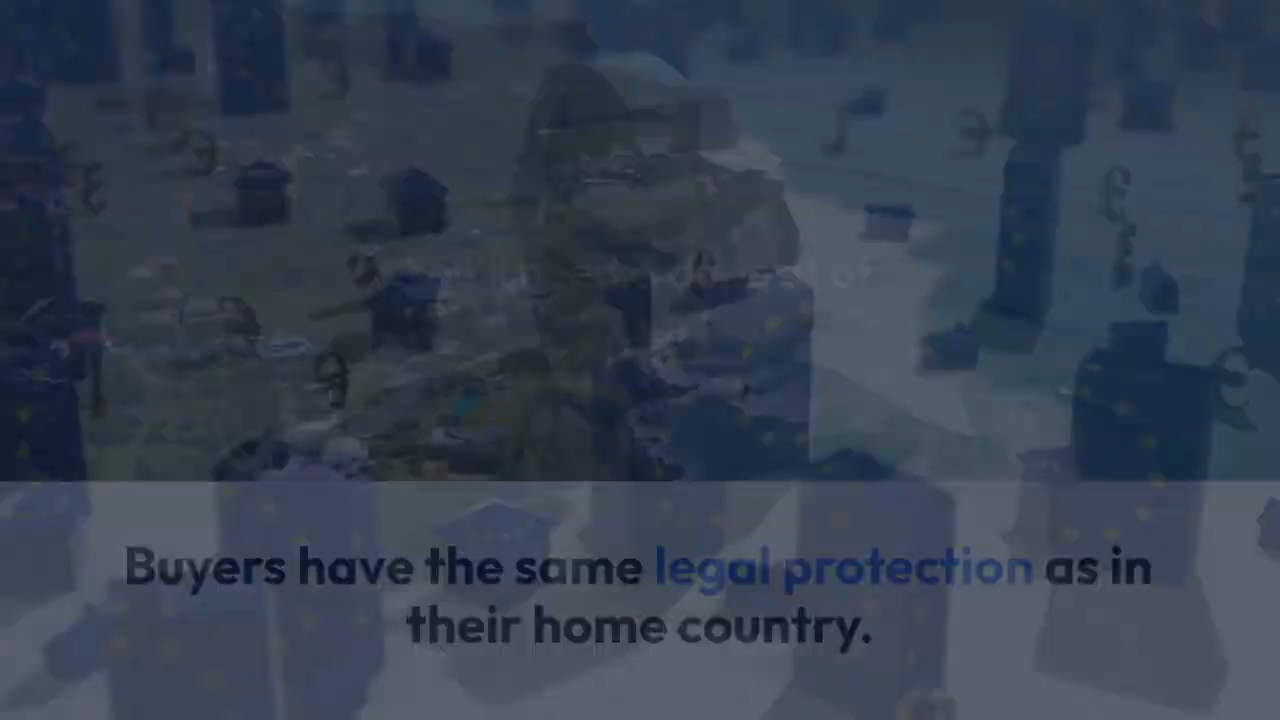 Buyers have the same legal protection as in
their home country.